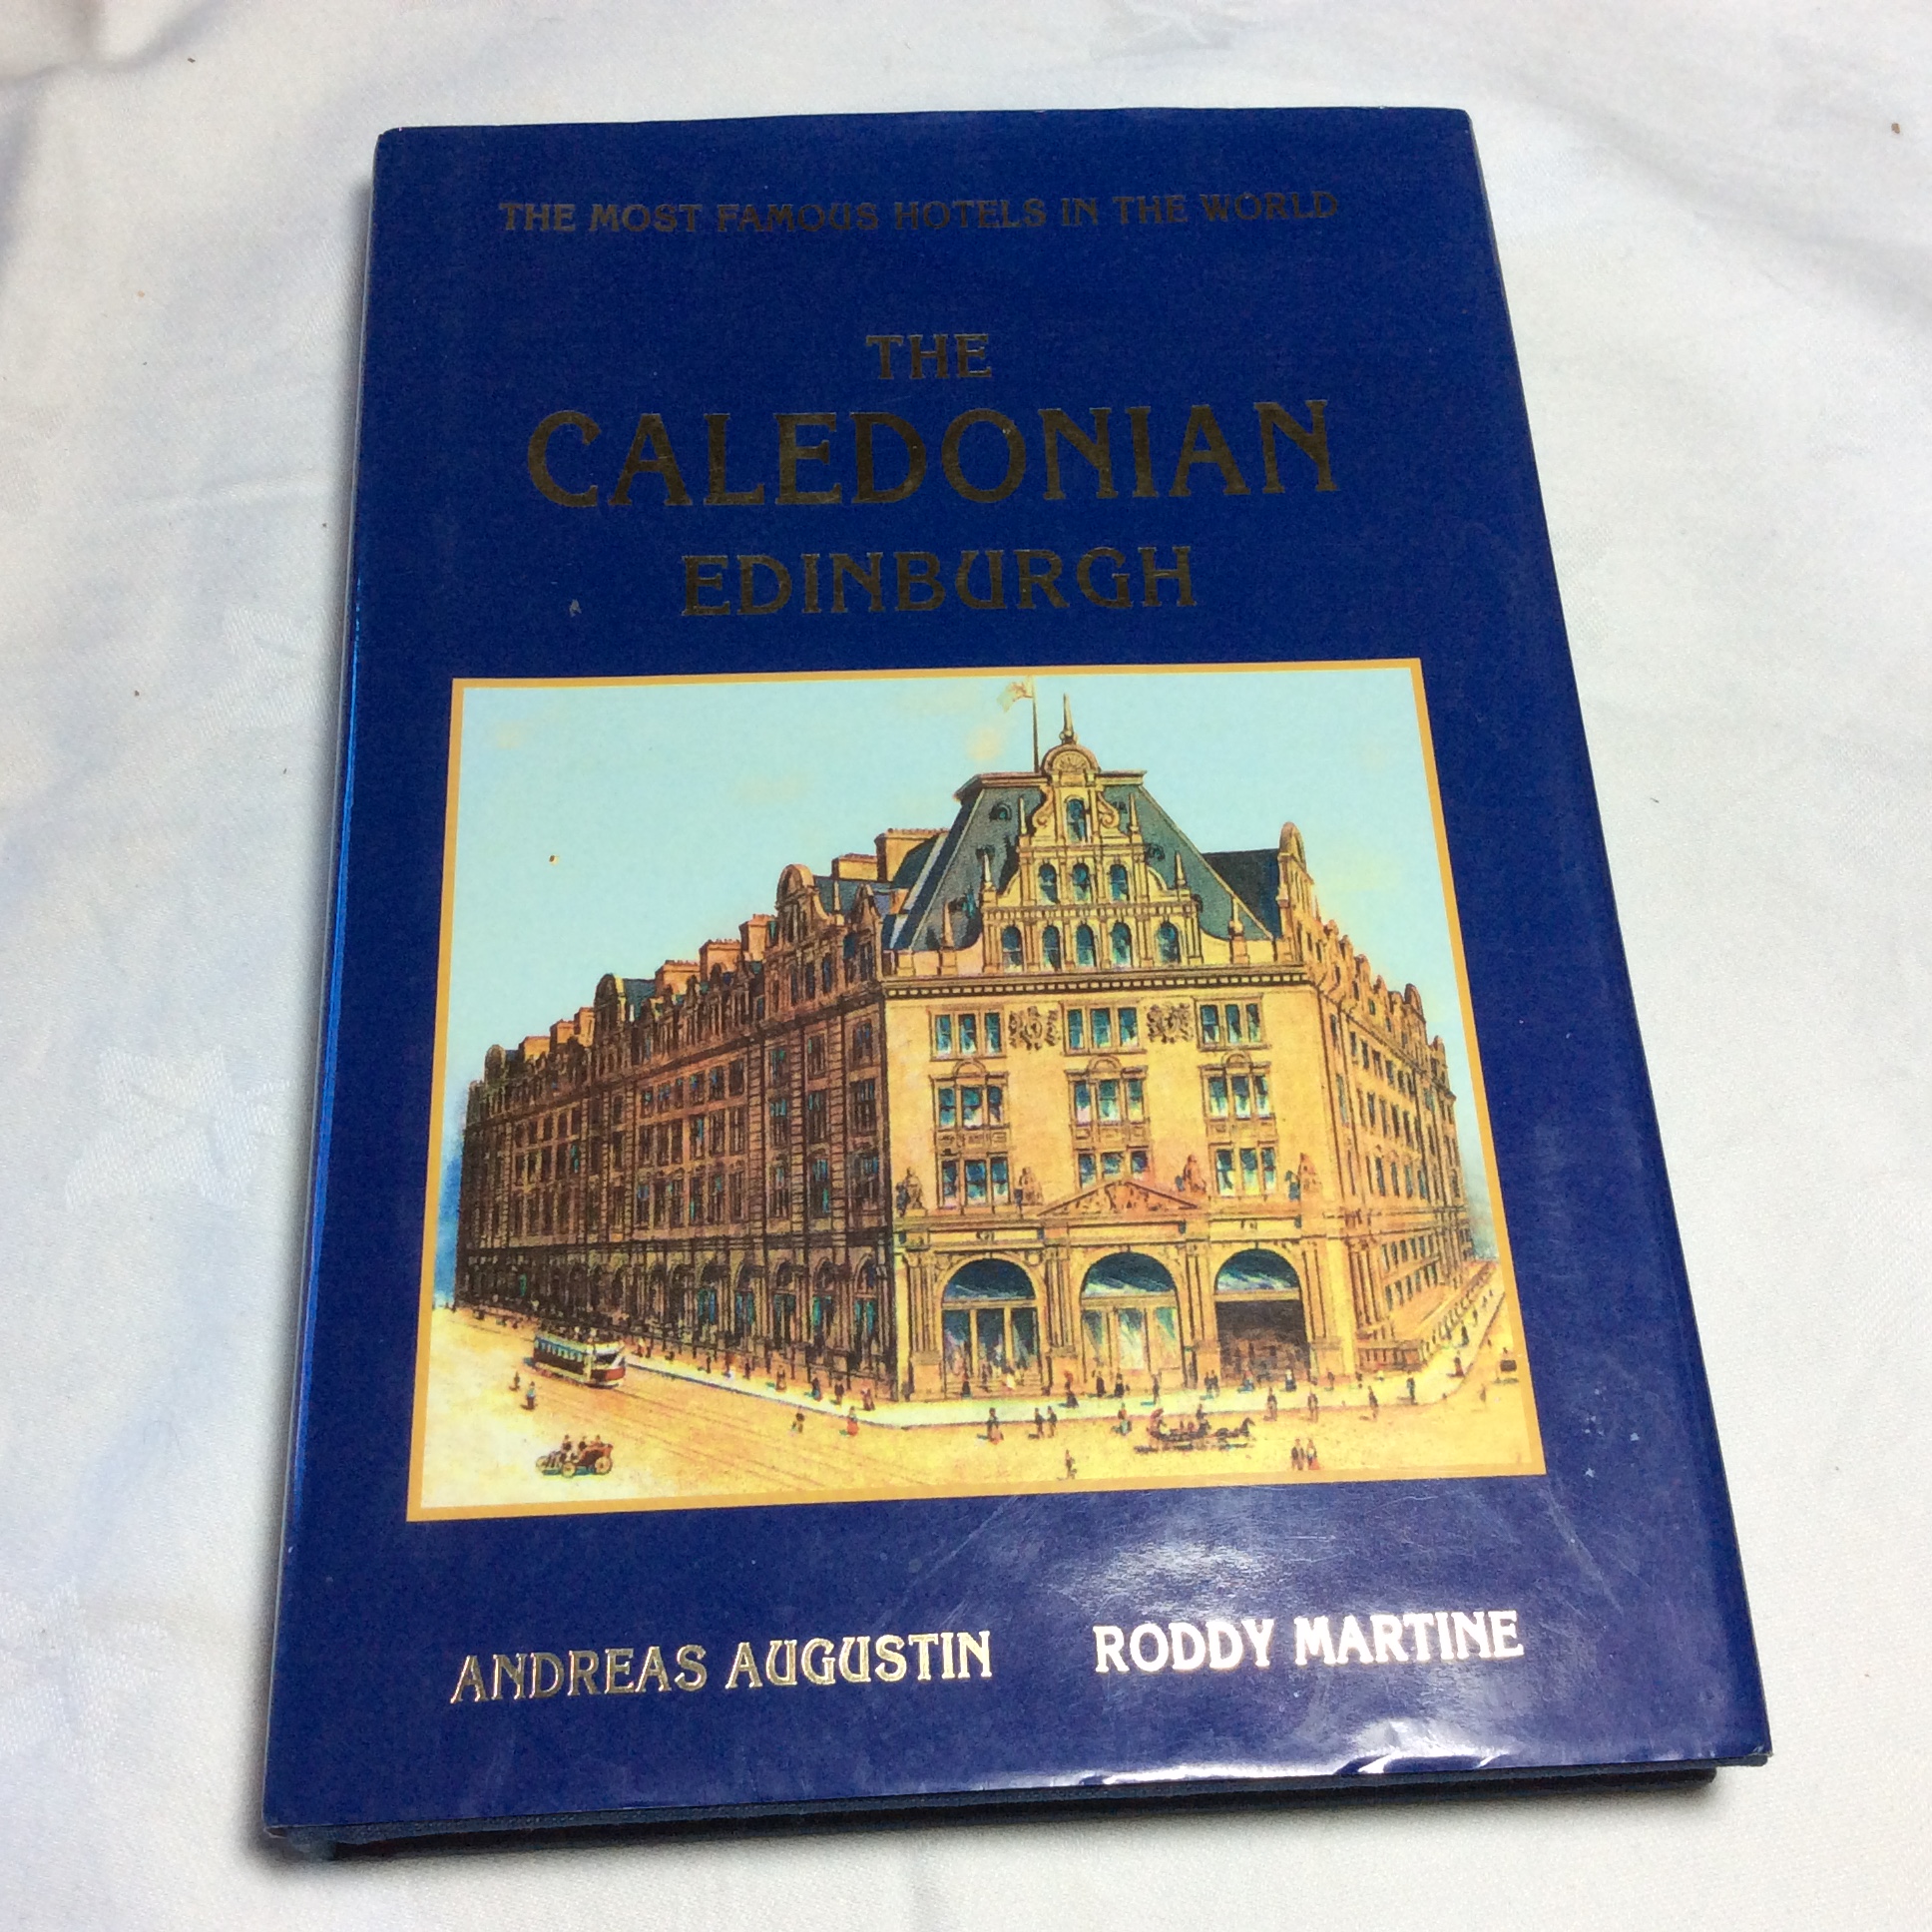 THE MOST FAMOUS HOTELS IN THE WORLD
THE
CALEDONIAN
EDINBURGH
ANDREAS AUGUSTIN RODDY MARTINE